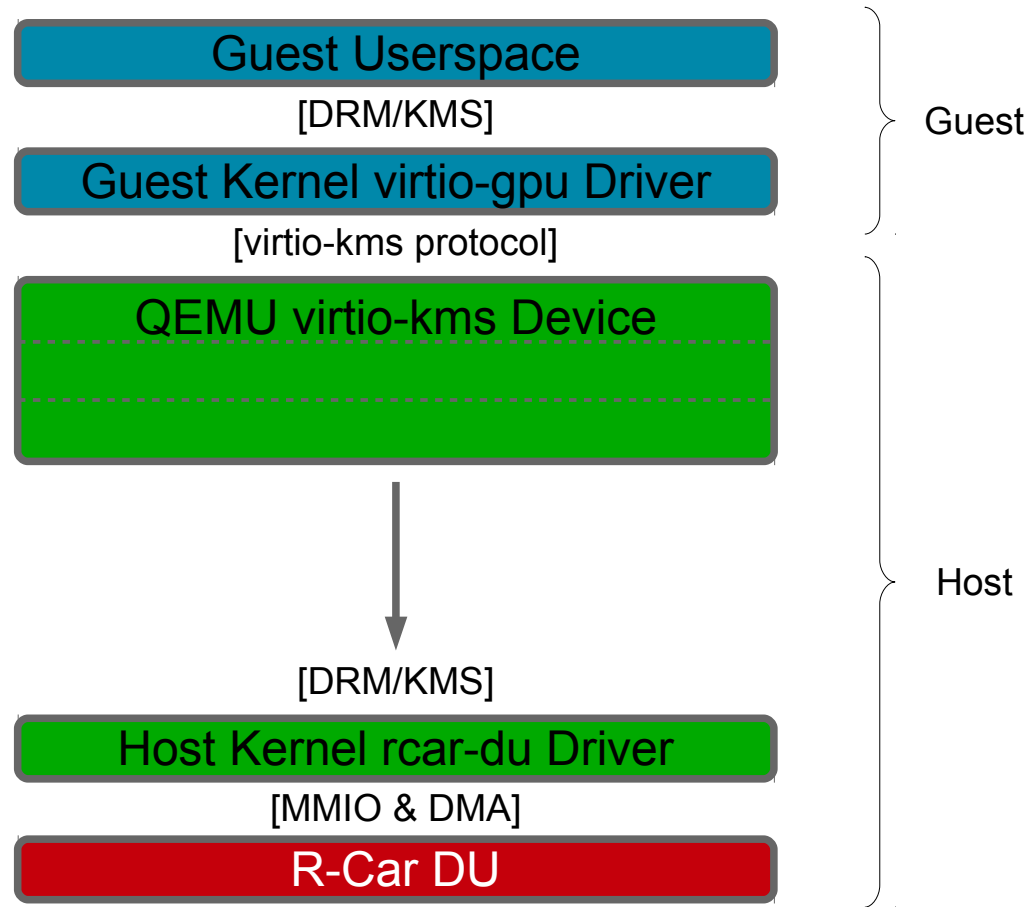 Guest Userspace
[DRM/KMS]
Guest
Guest Kernel virtio-gpu Driver
[virtio-kms protocol]
QEMU virtio-kms Device
Host
[DRM/KMS]
Host Kernel rcar-du Driver
[MMIO & DMA]
R-Car DU